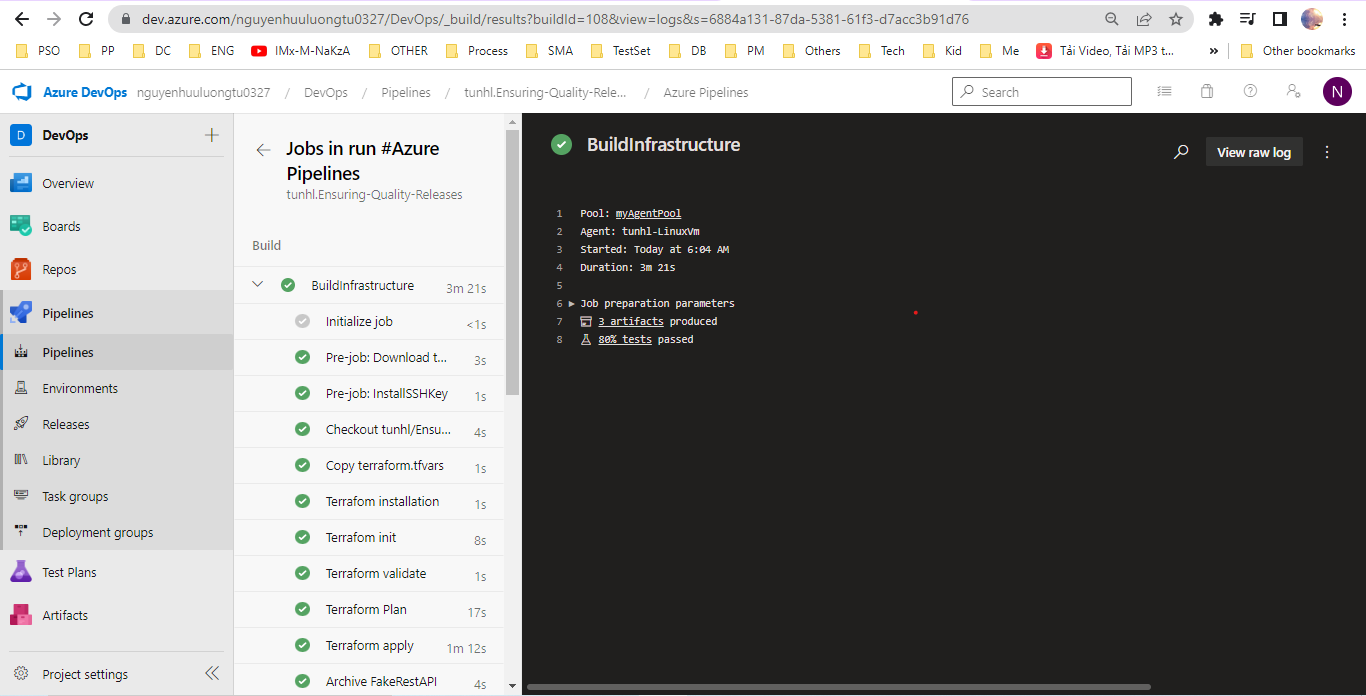 dev.azure.com/nguyenhuuluongtu0327/DevOps/_build/results?buildId=108&view=logs&s=6884a131-87da-5381-61f3-d7acc3b91d76
PSO PP DC ENG IMx-M-NaKzA OTHER Process SMA TestSet DB PM Others Tech Kid Me Tải Video, Tải MP3 t... » Other bookmarks
Azure DevOps nguyenhuuluongtu0327 / DevOps / Pipelines / tunhl.Ensuring-Quality-Rele... / Azure Pipelines Search N
D DevOps
Overview
Boards
Repos
Pipelines
Pipelines
Environments
Releases
Library
Task groups
Deployment groups
Test Plans
Artifacts
Project settings
Jobs in run #Azure
Pipelines
tunhl.Ensuring-Quality-Releases
Build
BuildInfrastructure 3m 21s
Initialize job <1s
Pre-job: Download t... 3s
Pre-job: InstallSSHKey 1s
Checkout tunhl/Ensu... 4s
Copy terraform.tfvars 1s
Terrafom installation 1s
Terrafom init 8s
Terraform validate 1s
Terraform Plan 17s
Terraform apply 1m 12s
Archive FakeRestAPI 4s
BuildInfrastructure
View raw log
1 Pool: myAgentPool
2 Agent: tunhl-LinuxVm
3 Started: Today at 6:04 AM
4 Duration: 3m 21s
5
6 Job preparation parameters
7 3 artifacts produced
8 80% tests passed